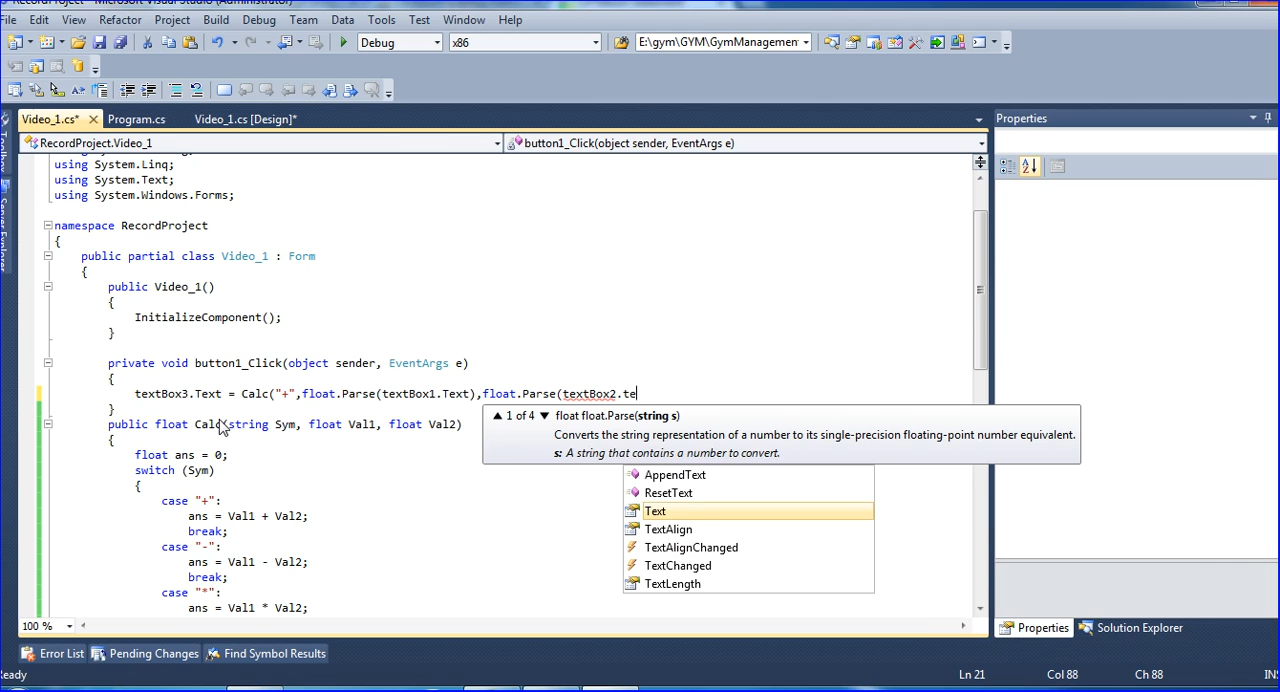 RecordProject - Microsoft Visual Studio (Administrator)
File Edit View Refactor Project Build Debug Team Data Tools Test Window Help
Debug x86 E:\gym\GYM\GymManagement
Video_1.cs* Program.cs Video_1.cs [Design]* Properties
RecordProject.Video_1 button1_Click(object sender, EventArgs e)
using System.Linq;
using System.Text;
using System.Windows.Forms;
namespace RecordProject
{
public partial class Video_1 : Form
{
public Video_1()
{
InitializeComponent();
}
private void button1_Click(object sender, EventArgs e)
{
textBox3.Text = Calc("+",float.Parse(textBox1.Text),float.Parse(textBox2.te
}
1 of 4 float float.Parse(string s)
Converts the string representation of a number to its single-precision floating-point number equivalent.
s: A string that contains a number to convert.
public float Calc(string Sym, float Val1, float Val2)
{
float ans = 0;
switch (Sym)
{
case "+":
ans = Val1 + Val2;
break;
case "-":
ans = Val1 - Val2;
break;
case "*":
ans = Val1 * Val2;
AppendText
ResetText
Text
TextAlign
TextAlignChanged
TextChanged
TextLength
100 %
Properties Solution Explorer
Error List Pending Changes Find Symbol Results
Ready Ln 21 Col 88 Ch 88 INS
Toolbox
Server Explorer